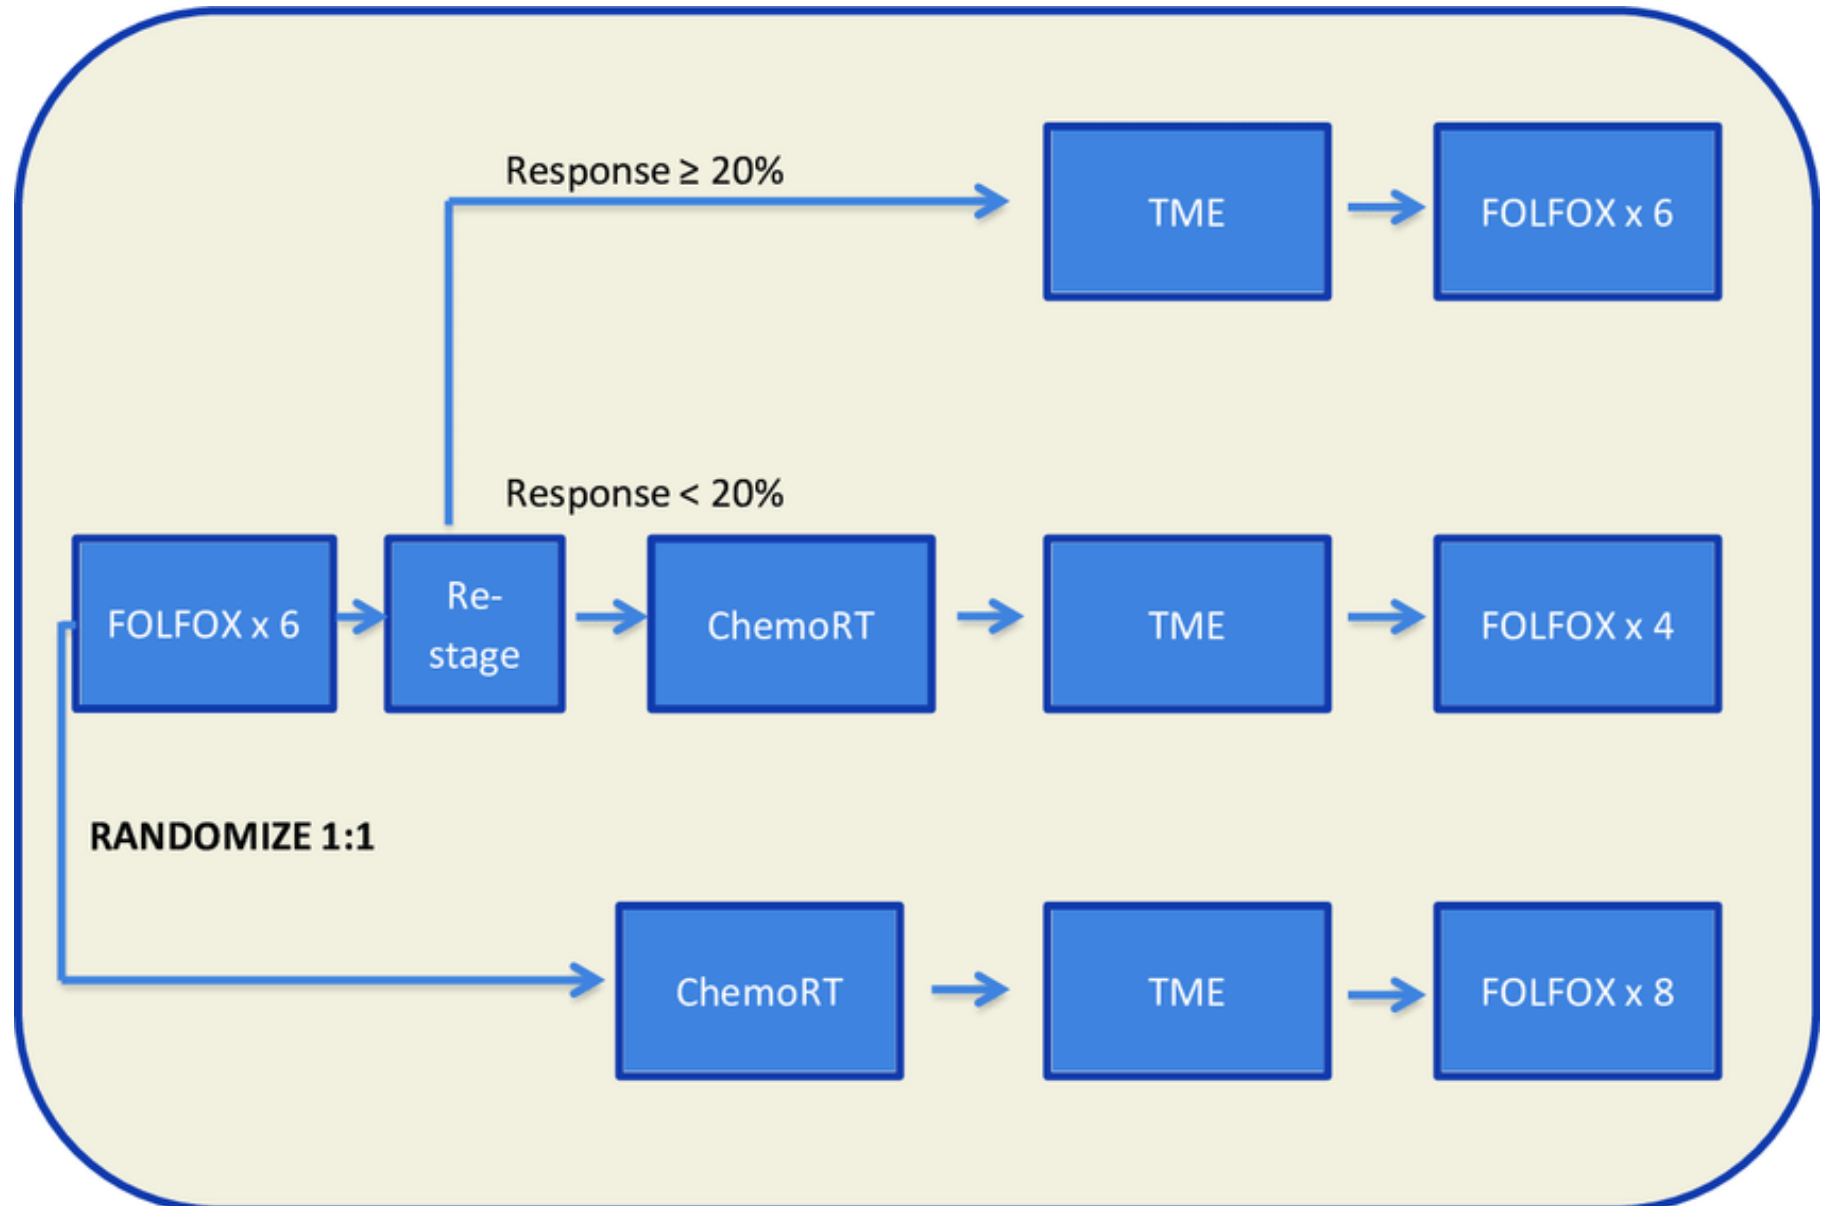 Response ≥ 20%
TME
FOLFOX x 6
Response < 20%
FOLFOX x 6
Re-
stage
ChemoRT
TME
FOLFOX x 4
RANDOMIZE 1:1
ChemoRT
TME
FOLFOX x 8